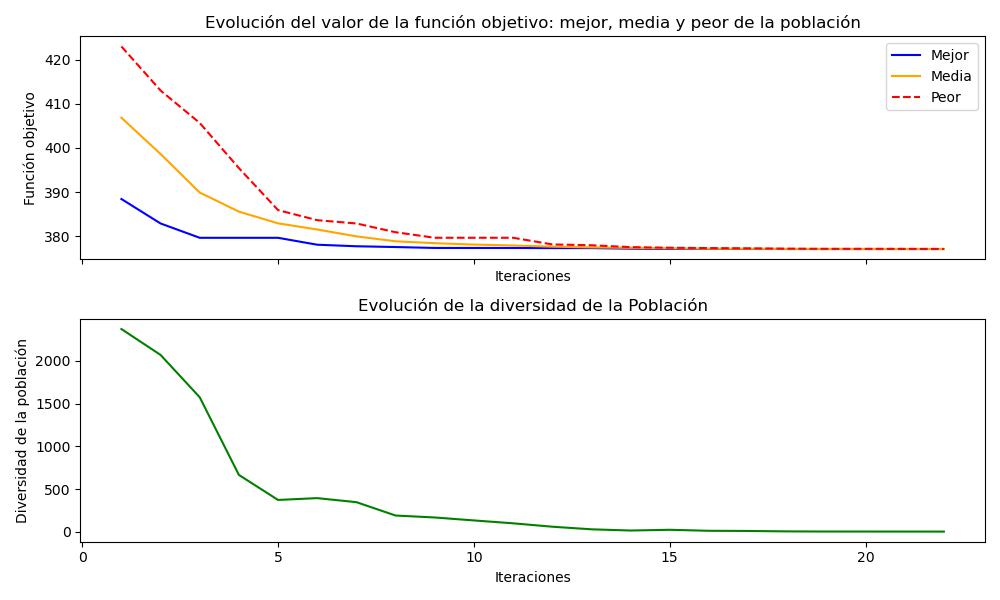 Evolución del valor de la función objetivo: mejor, media y peor de la población
Función objetivo
420
410
400
390
380
Mejor
Media
Peor
Iteraciones
Evolución de la diversidad de la Población
Diversidad de la población
2000
1500
1000
500
0
0 5 10 15 20
Iteraciones